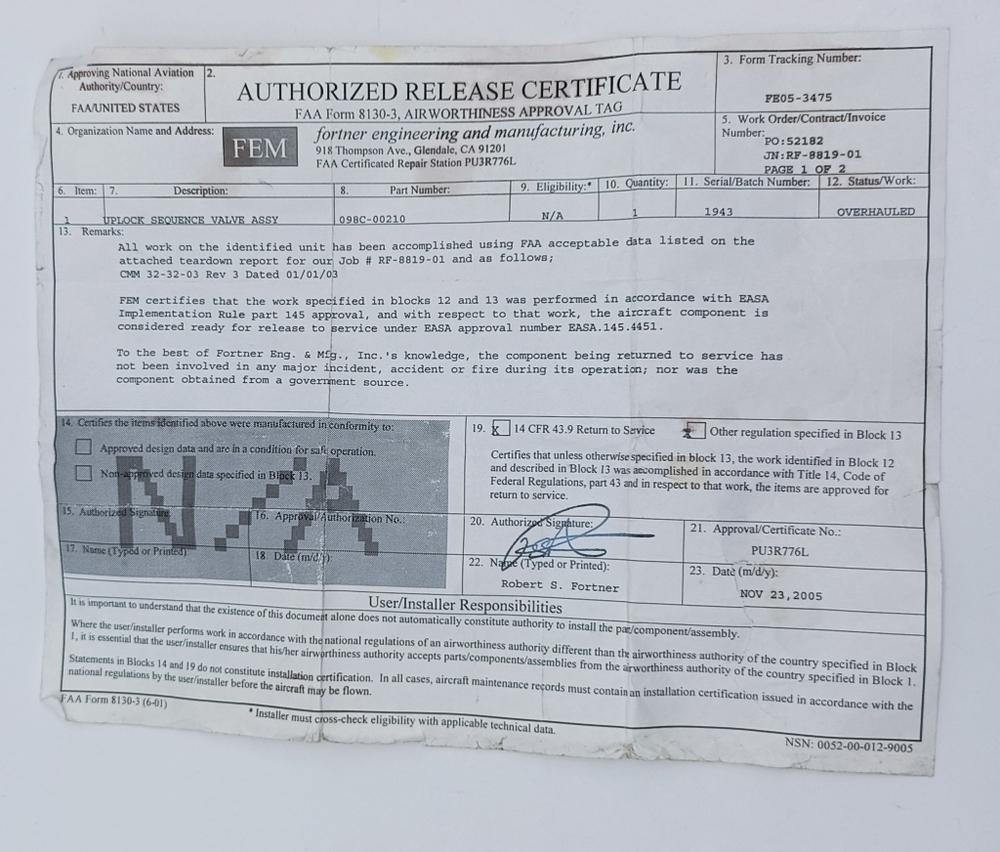 1. Approving National Aviation Authority/Country:
FAA/UNITED STATES
2.
AUTHORIZED RELEASE CERTIFICATE
FAA Form 8130-3, AIRWORTHINESS APPROVAL TAG
3. Form Tracking Number:
FE05-3475
4. Organization Name and Address:
FEM
fortner engineering and manufacturing, inc.
918 Thompson Ave., Glendale, CA 91201
FAA Certificated Repair Station PU3R776L
5. Work Order/Contract/Invoice
Number:
PO:52182
JN:RF-8819-01
PAGE 1 OF 2
6. Item: 7. Description: 8. Part Number: 9. Eligibility:* 10. Quantity: 11. Serial/Batch Number: 12. Status/Work:
1 UPLOCK SEQUENCE VALVE ASSY 098C-00210 N/A 1 1943 OVERHAULED
13. Remarks:
All work on the identified unit has been accomplished using FAA acceptable data listed on the
attached teardown report for our Job # RF-8819-01 and as follows;
CMM 32-32-03 Rev 3 Dated 01/01/03
FEM certifies that the work specified in blocks 12 and 13 was performed in accordance with EASA
Implementation Rule part 145 approval, and with respect to that work, the aircraft component is
considered ready for release to service under EASA approval number EASA.145.4451.
To the best of Fortner Eng. & Mfg., Inc.'s knowledge, the component being returned to service has
not been involved in any major incident, accident or fire during its operation; nor was the
component obtained from a government source.
14. Certifies the items identified above were manufactured in conformity to:
Approved design data and are in a condition for safe operation.
Non-approved design data specified in Block 13.
N/A
15. Authorized Signature:
16. Approval/Authorization No.:
17. Name (Typed or Printed)
18. Date (m/d/y):
19. x 14 CFR 43.9 Return to Service x Other regulation specified in Block 13
Certifies that unless otherwise specified in block 13, the work identified in Block 12
and described in Block 13 was accomplished in accordance with Title 14, Code of
Federal Regulations, part 43 and in respect to that work, the items are approved for
return to service.
20. Authorized Signature:
21. Approval/Certificate No.:
PU3R776L
22. Name (Typed or Printed):
Robert S. Fortner
23. Date (m/d/y):
NOV 23,2005
User/Installer Responsibilities
It is important to understand that the existence of this document alone does not automatically constitute authority to install the par/component/assembly.
Where the user/installer performs work in accordance with the national regulations of an airworthiness authority different than the airworthiness authority of the country specified in Block
1, it is essential that the user/installer ensures that his/her airworthiness authority accepts parts/components/assemblies from the airworthiness authority of the country specified in Block 1.
Statements in Blocks 14 and 19 do not constitute installation certification. In all cases, aircraft maintenance records must contain an installation certification issued in accordance with the
national regulations by the user/installer before the aircraft may be flown.
FAA Form 8130-3 (6-01)
* Installer must cross-check eligibility with applicable technical data.
NSN: 0052-00-012-9005